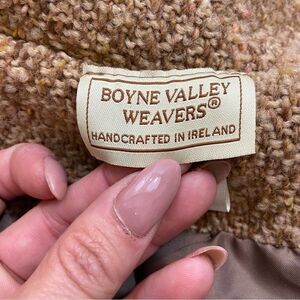 BOYNE VALLEY
WEAVERS®
HANDCRAFTED IN IRELAND